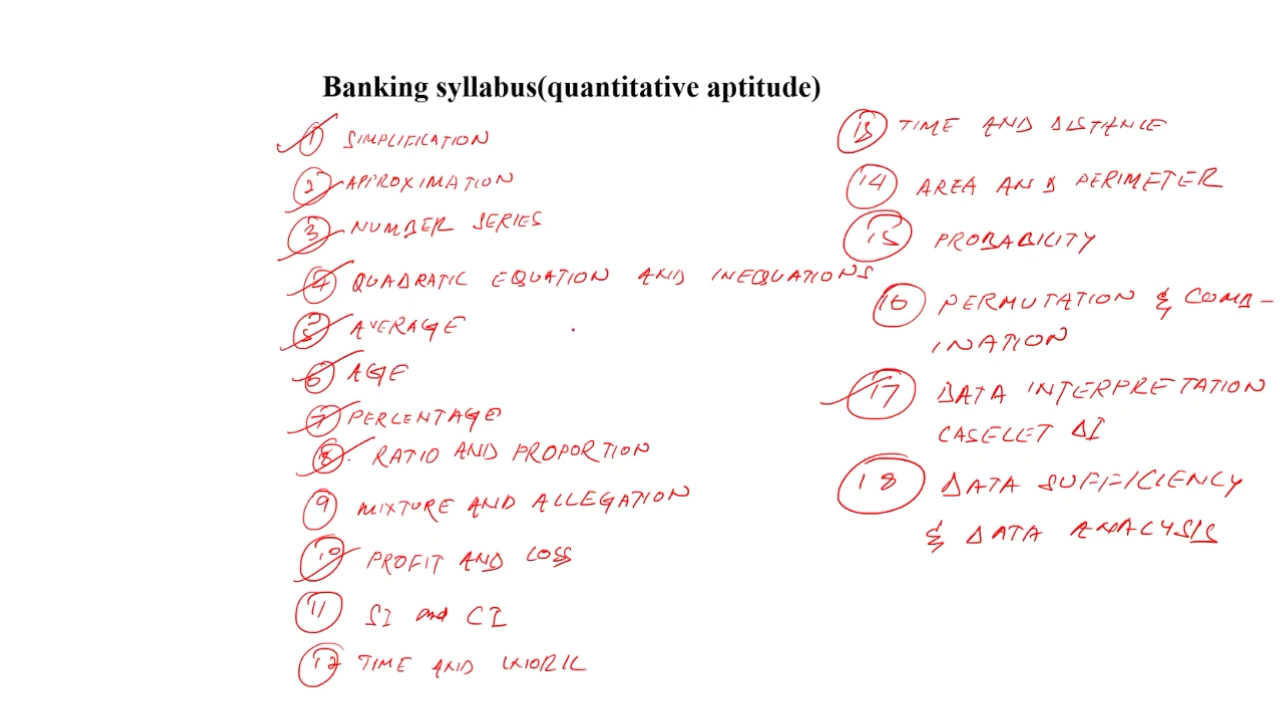 Banking syllabus(quantitative aptitude)
1 SIMPLIFICATION
2 APPROXIMATION
3 NUMBER SERIES
4 QUADRATIC EQUATION AND INEQUATIONS
5 AVERAGE
6 AGE
7 PERCENTAGE
8 RATIO AND PROPORTION
9 MIXTURE AND ALLEGATION
10 PROFIT AND LOSS
11 SI and CI
12 TIME AND WORK
13 TIME AND DISTANCE
14 AREA AND PERIMETER
15 PROBABILITY
16 PERMUTATION & COMB-
INATION
17 DATA INTERPRETATION
CASELET DI
18 DATA SUFFICIENCY
& DATA ANALYSIS